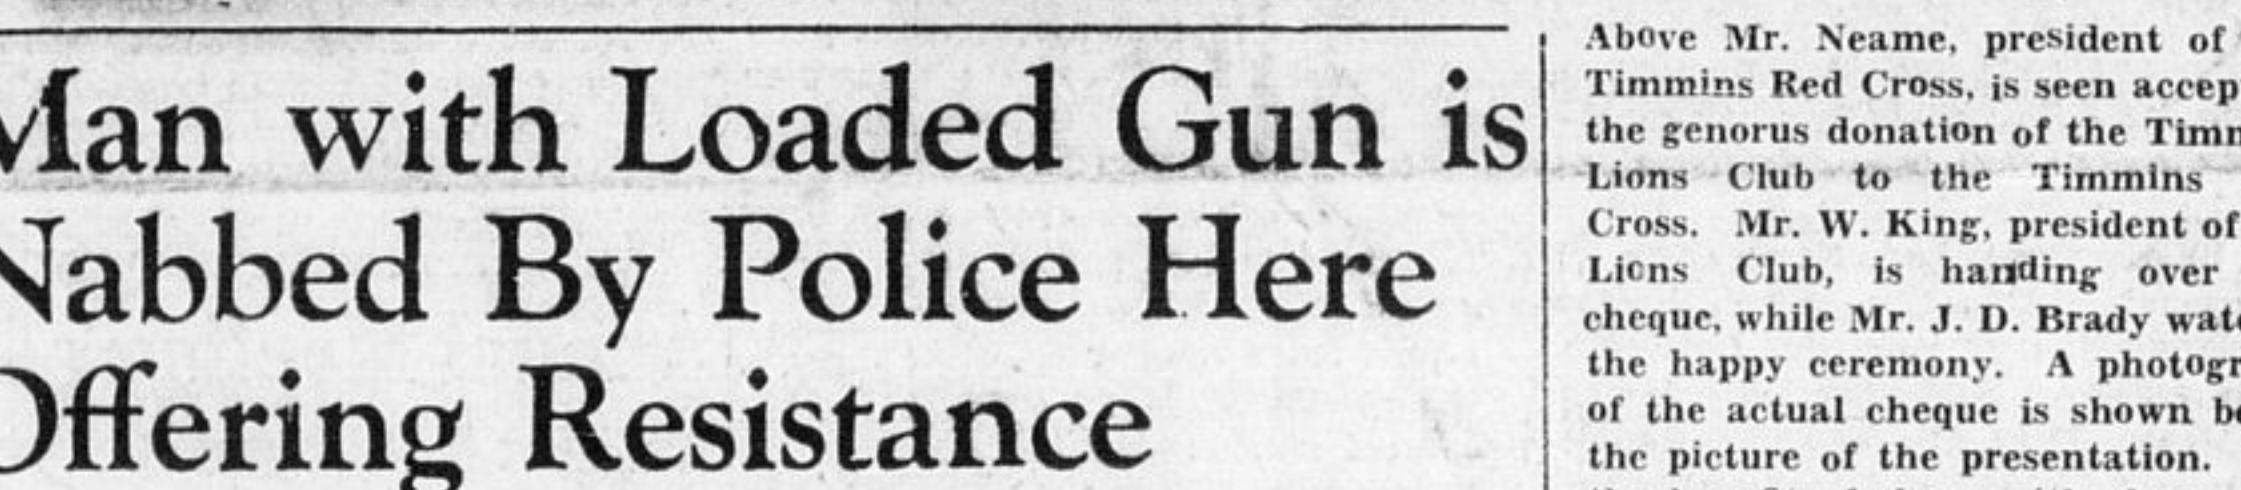 Man with Loaded Gun is
Nabbed By Police Here
Offering Resistance
Above Mr. Neame, president of
Timmins Red Cross, is seen accep
the genorus donation of the Timm
Lions Club to the Timmins
Cross. Mr. W. King, president of
Lions Club, is handing over
cheque, while Mr. J. D. Brady wat
the happy ceremony. A photogr
of the actual cheque is shown be
the picture of the presentation.